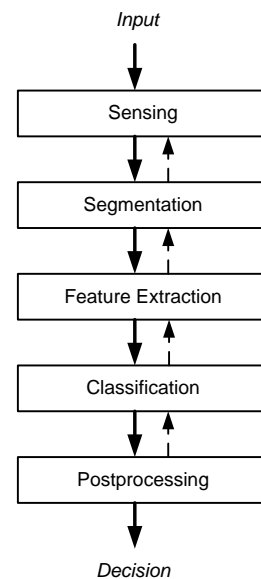 Input
Sensing
Segmentation
Feature Extraction
Classification
Postprocessing
Decision